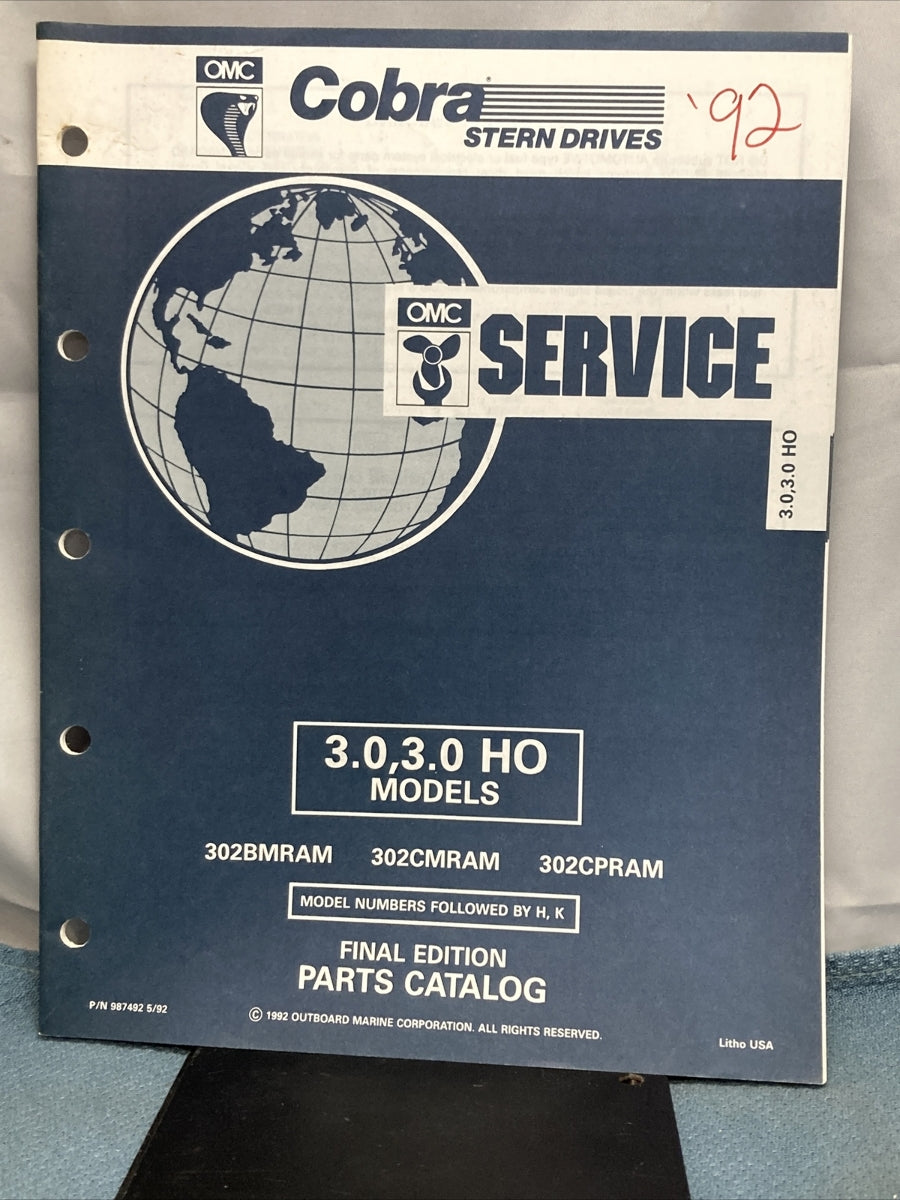 OMC
Cobra
STERN DRIVES
'92
OMC
SERVICE
3.0,3.0 HO
3.0,3.0 HO
MODELS
302BMRAM 302CMRAM 302CPRAM
MODEL NUMBERS FOLLOWED BY H, K
FINAL EDITION
PARTS CATALOG
P/N 987492 5/92
© 1992 OUTBOARD MARINE CORPORATION. ALL RIGHTS RESERVED.
Litho USA